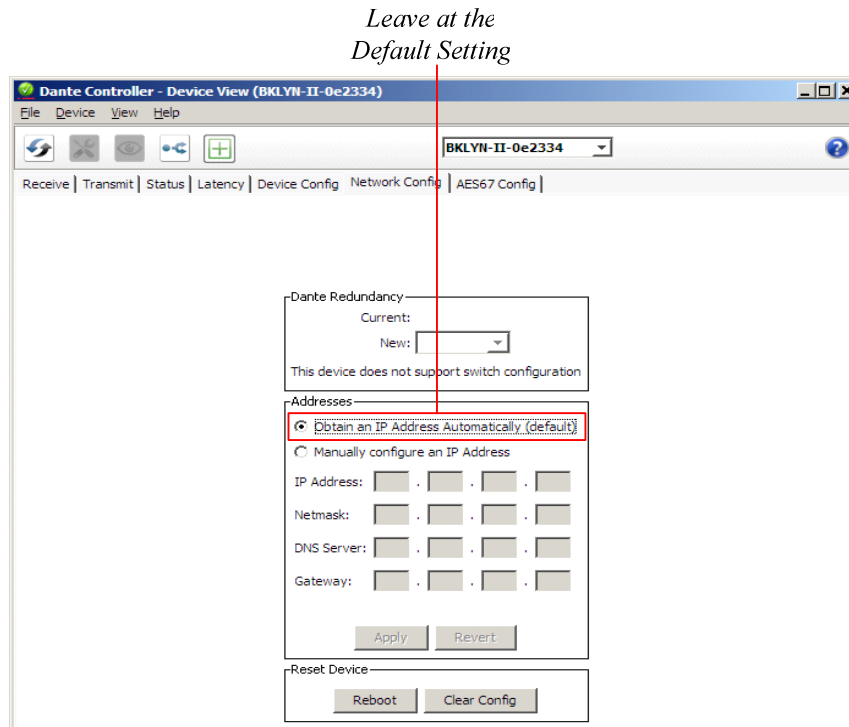 Leave at the
Default Setting
Dante Controller - Device View (BKLYN-II-0e2334)
File Device View Help
BKLYN-II-0e2334
Receive Transmit Status Latency Device Config Network Config AES67 Config
Dante Redundancy
Current:
New:
This device does not support switch configuration
Addresses
Obtain an IP Address Automatically (default)
Manually configure an IP Address
IP Address: . . .
Netmask: . . .
DNS Server: . . .
Gateway: . . .
Apply Revert
Reset Device
Reboot Clear Config